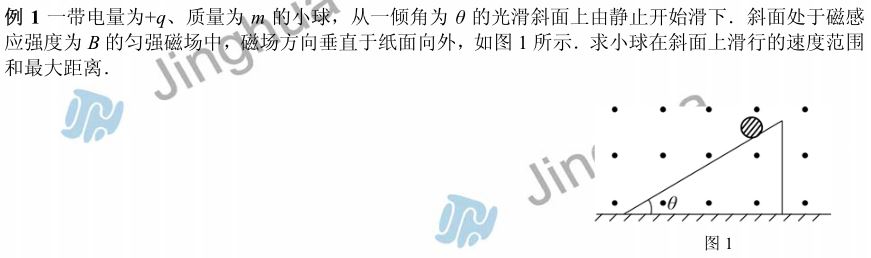 例 1 一带电量为+q、质量为 m 的小球，从一倾角为 θ 的光滑斜面上由静止开始滑下．斜面处于磁感
应强度为 B 的匀强磁场中，磁场方向垂直于纸面向外，如图 1 所示．求小球在斜面上滑行的速度范围
和最大距离．
Jinghua
Jin
θ
图 1